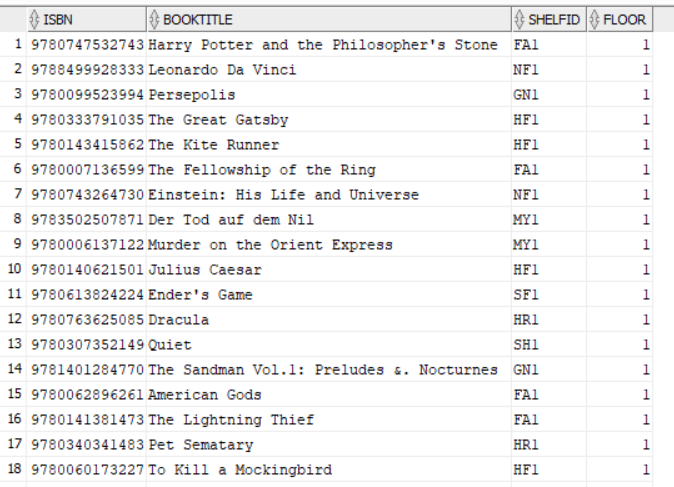 ISBN BOOKTITLE SHELFID FLOOR
1 9780747532743 Harry Potter and the Philosopher's Stone FA1 1
2 9788499928333 Leonardo Da Vinci NF1 1
3 9780099523994 Persepolis GN1 1
4 9780333791035 The Great Gatsby HF1 1
5 9780143415862 The Kite Runner HF1 1
6 9780007136599 The Fellowship of the Ring FA1 1
7 9780743264730 Einstein: His Life and Universe NF1 1
8 9783502507871 Der Tod auf dem Nil MY1 1
9 9780006137122 Murder on the Orient Express MY1 1
10 9780140621501 Julius Caesar HF1 1
11 9780613824224 Ender's Game SF1 1
12 9780763625085 Dracula HR1 1
13 9780307352149 Quiet SH1 1
14 9781401284770 The Sandman Vol.1: Preludes &. Nocturnes GN1 1
15 9780062896261 American Gods FA1 1
16 9780141381473 The Lightning Thief FA1 1
17 9780340341483 Pet Sematary HR1 1
18 9780060173227 To Kill a Mockingbird HF1 1